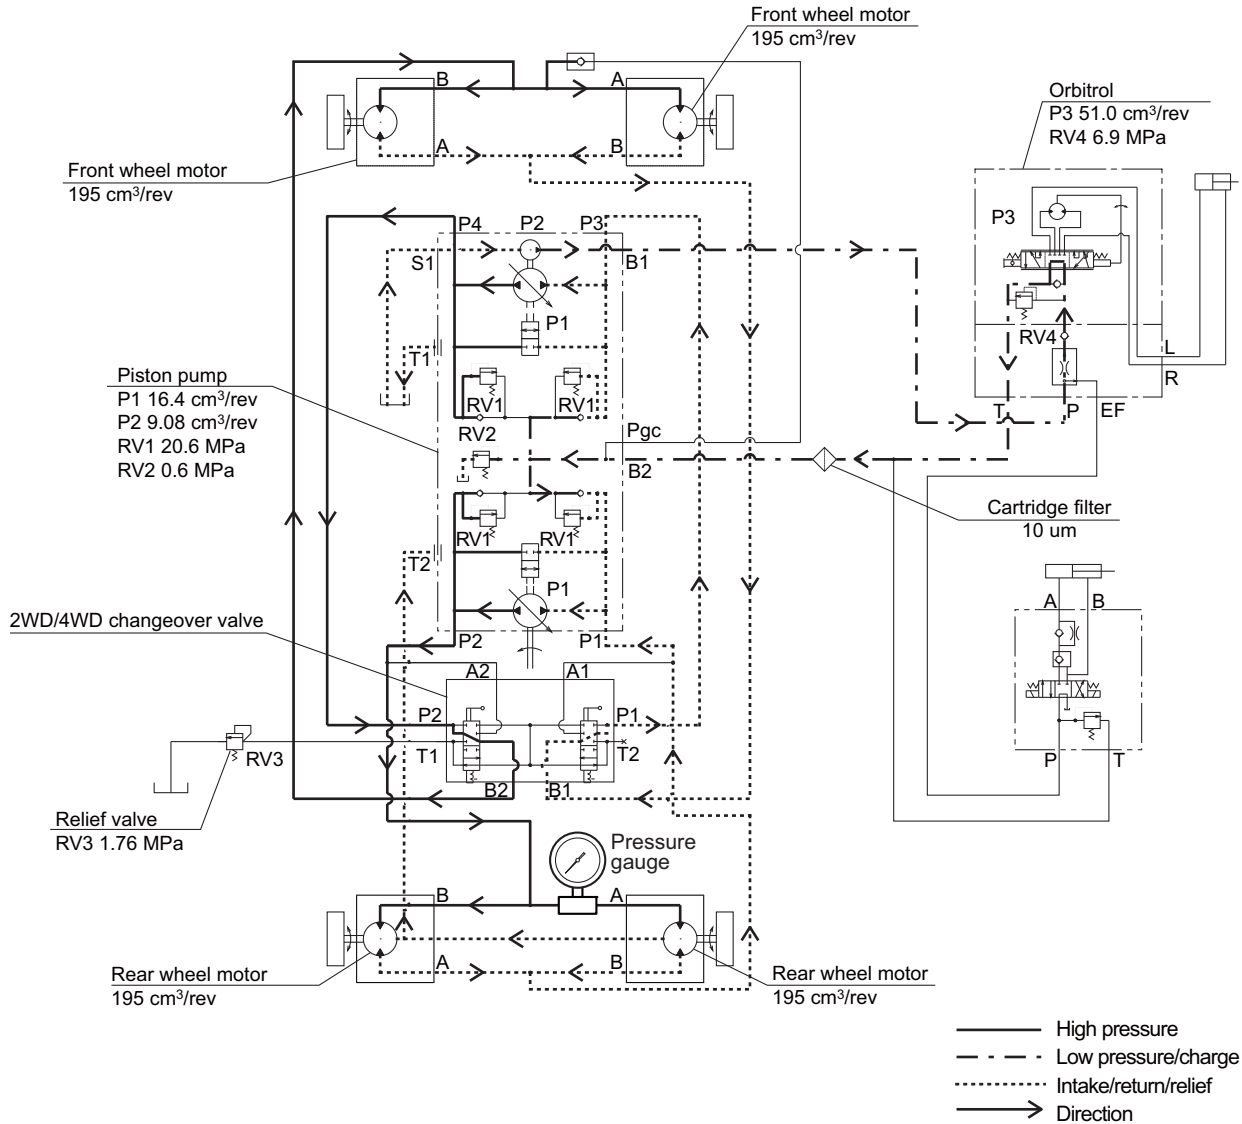 Front wheel motor
195 cm³/rev
B
A
A
B
Front wheel motor
195 cm³/rev
Orbitrol
P3 51.0 cm³/rev
RV4 6.9 MPa
P3
RV4
L
R
T
P
EF
P4
P2
P3
S1
B1
P1
T1
Piston pump
P1 16.4 cm³/rev
P2 9.08 cm³/rev
RV1 20.6 MPa
RV2 0.6 MPa
RV1
RV1
RV2
Pgc
B2
Cartridge filter
10 um
RV1
RV1
T2
P1
2WD/4WD changeover valve
P2
P1
A2
A1
P2
P1
T1
T2
RV3
B2
B1
Relief valve
RV3 1.76 MPa
A
B
P
T
Pressure
gauge
B
A
A
B
Rear wheel motor
195 cm³/rev
Rear wheel motor
195 cm³/rev
High pressure
Low pressure/charge
Intake/return/relief
Direction